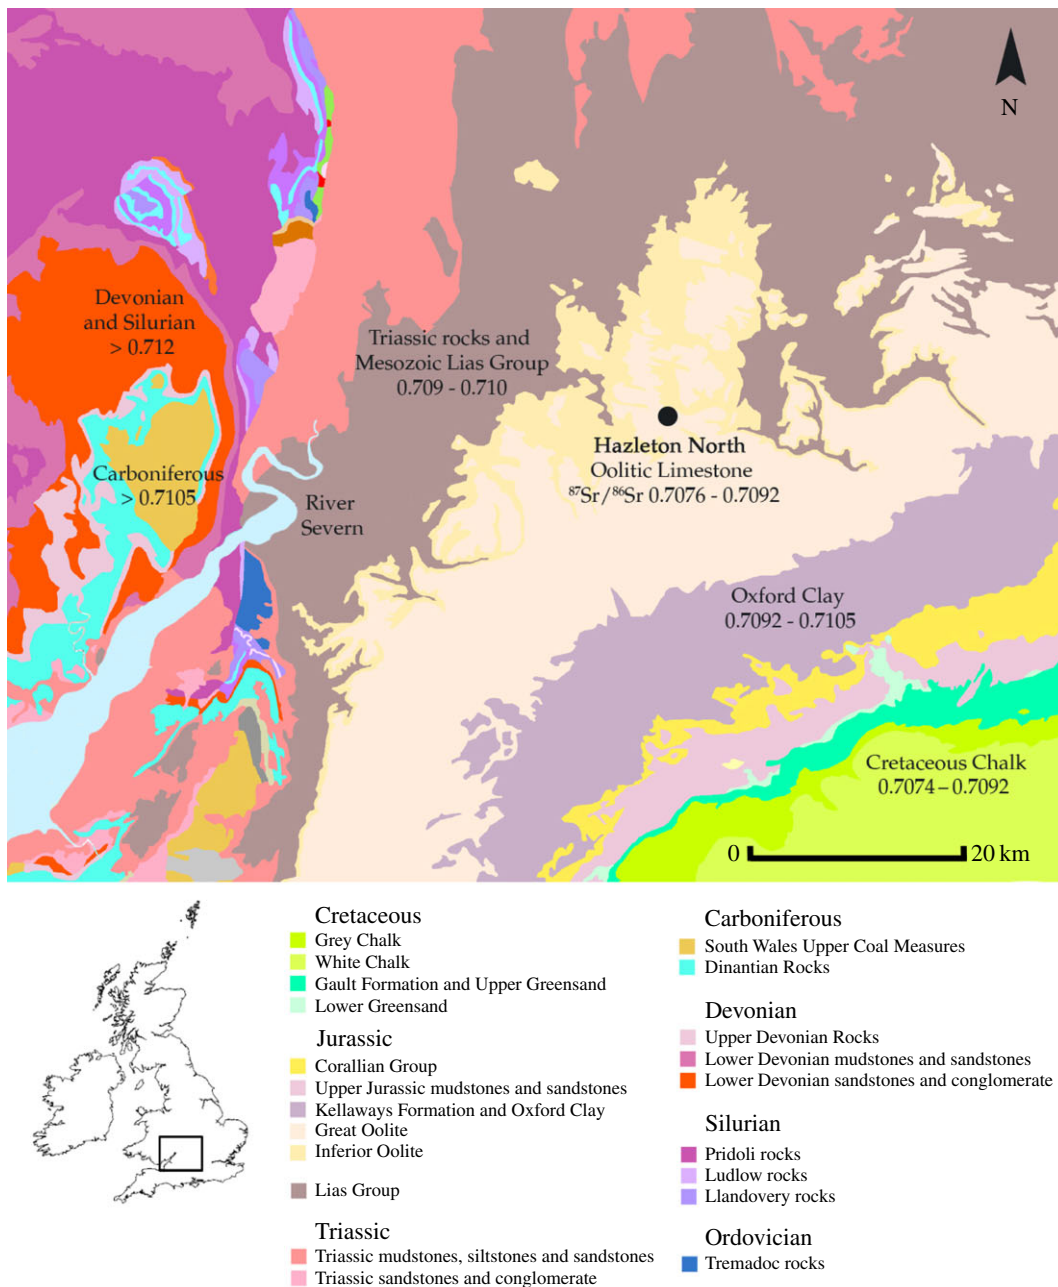 N
Devonian
and Silurian
> 0.712
Triassic rocks and
Mesozoic Lias Group
0.709 - 0.710
Hazleton North
Oolitic Limestone
⁸⁷Sr/⁸⁶Sr 0.7076 - 0.7092
Carboniferous
> 0.7105
River
Severn
Oxford Clay
0.7092 - 0.7105
Cretaceous Chalk
0.7074 – 0.7092
0 20 km
Cretaceous
Grey Chalk
White Chalk
Gault Formation and Upper Greensand
Lower Greensand
Jurassic
Corallian Group
Upper Jurassic mudstones and sandstones
Kellaways Formation and Oxford Clay
Great Oolite
Inferior Oolite
Lias Group
Triassic
Triassic mudstones, siltstones and sandstones
Triassic sandstones and conglomerate
Carboniferous
South Wales Upper Coal Measures
Dinantian Rocks
Devonian
Upper Devonian Rocks
Lower Devonian mudstones and sandstones
Lower Devonian sandstones and conglomerate
Silurian
Pridoli rocks
Ludlow rocks
Llandovery rocks
Ordovician
Tremadoc rocks